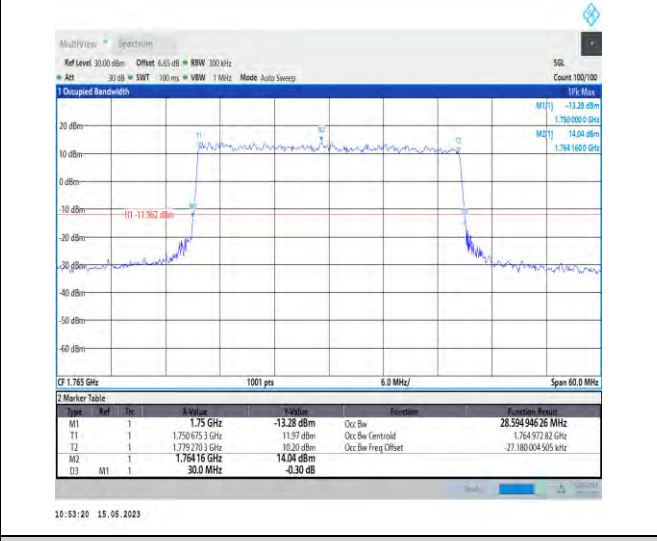 MultiView Spectrum
Ref Level 30.00 dBm Offset 6.65 dB RBW 300 kHz SGL
Att 30 dB SWT 100 ms VBW 1 MHz Mode Auto Sweep Count 100/100
1 Occupied Bandwidth 1Pk Max
M1[1] -13.28 dBm
1.750 000 0 GHz
M2[1] 14.04 dBm
1.764 160 0 GHz
20 dBm
T1 M2 T2
10 dBm
0 dBm
-10 dBm
M1
H1 -11.962 dBm
D3
-20 dBm
-30 dBm
-40 dBm
-50 dBm
-60 dBm
CF 1.765 GHz 1001 pts 6.0 MHz/ Span 60.0 MHz
2 Marker Table
Type Ref Trc X-Value Y-Value Function Function Result
M1 1 1.75 GHz -13.28 dBm Occ Bw 28.594 946 26 MHz
T1 1 1.750 675 3 GHz 11.97 dBm Occ Bw Centroid 1.764 972 82 GHz
T2 1 1.779 270 3 GHz 10.20 dBm Occ Bw Freq Offset -27.180 004 505 kHz
M2 1 1.764 16 GHz 14.04 dBm
D3 M1 1 30.0 MHz -0.30 dB
10:53:20 15.05.2023